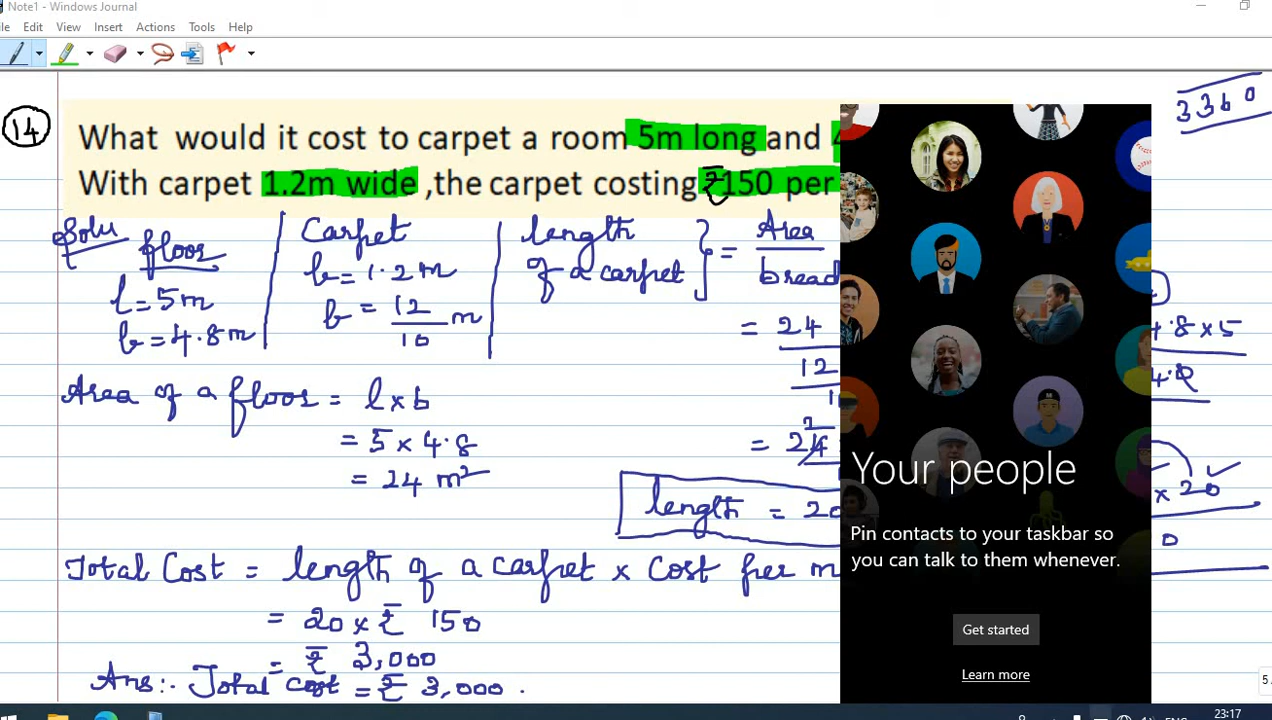 Note1 - Windows Journal
Edit View Insert Actions Tools Help
14
What would it cost to carpet a room 5m long and 4
With carpet 1.2m wide ,the carpet costing ₹150 per
3360
Solu
floor
l = 5m
b = 4.8m
Carpet
b = 1.2m
b = 12/10 m
length of a carpet } = Area
= 24
12
= 24
length = 20
4.8 x 5
x 20
0
Area of a floor = l x b
= 5 x 4.8
= 24 m²
Total Cost = length of a carpet x Cost per m
= 20 x ₹ 150
= ₹ 3,000
Ans:- Total cost = ₹ 3,000 .
Your people
Pin contacts to your taskbar so
you can talk to them whenever.
Get started
Learn more
5
23:17